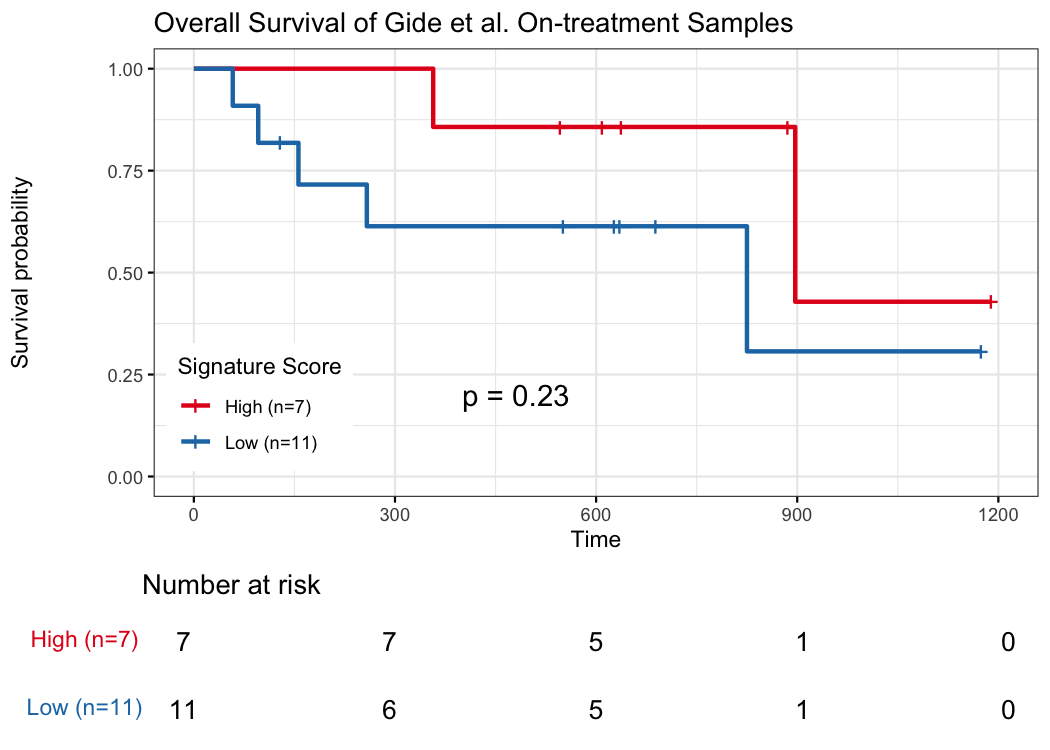 Overall Survival of Gide et al. On-treatment Samples
Survival probability
1.00
0.75
0.50
0.25
0.00
Signature Score
High (n=7)
Low (n=11)
p = 0.23
0 300 600 900 1200
Time
Number at risk
High (n=7) 7 7 5 1 0
Low (n=11) 11 6 5 1 0